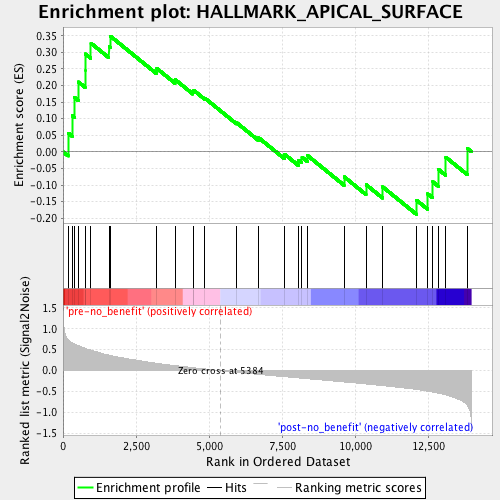 Enrichment plot: HALLMARK_APICAL_SURFACE
Enrichment score (ES)
0.35
0.30
0.25
0.20
0.15
0.10
0.05
0.00
-0.05
-0.10
-0.15
-0.20
'pre-no_benefit' (positively correlated)
Ranked list metric (Signal2Noise)
1.5
1.0
0.5
0.0
-0.5
-1.0
-1.5
Zero cross at 5384
'post-no_benefit' (negatively correlated)
0 2,500 5,000 7,500 10,000 12,500
Rank in Ordered Dataset
Enrichment profile Hits Ranking metric scores